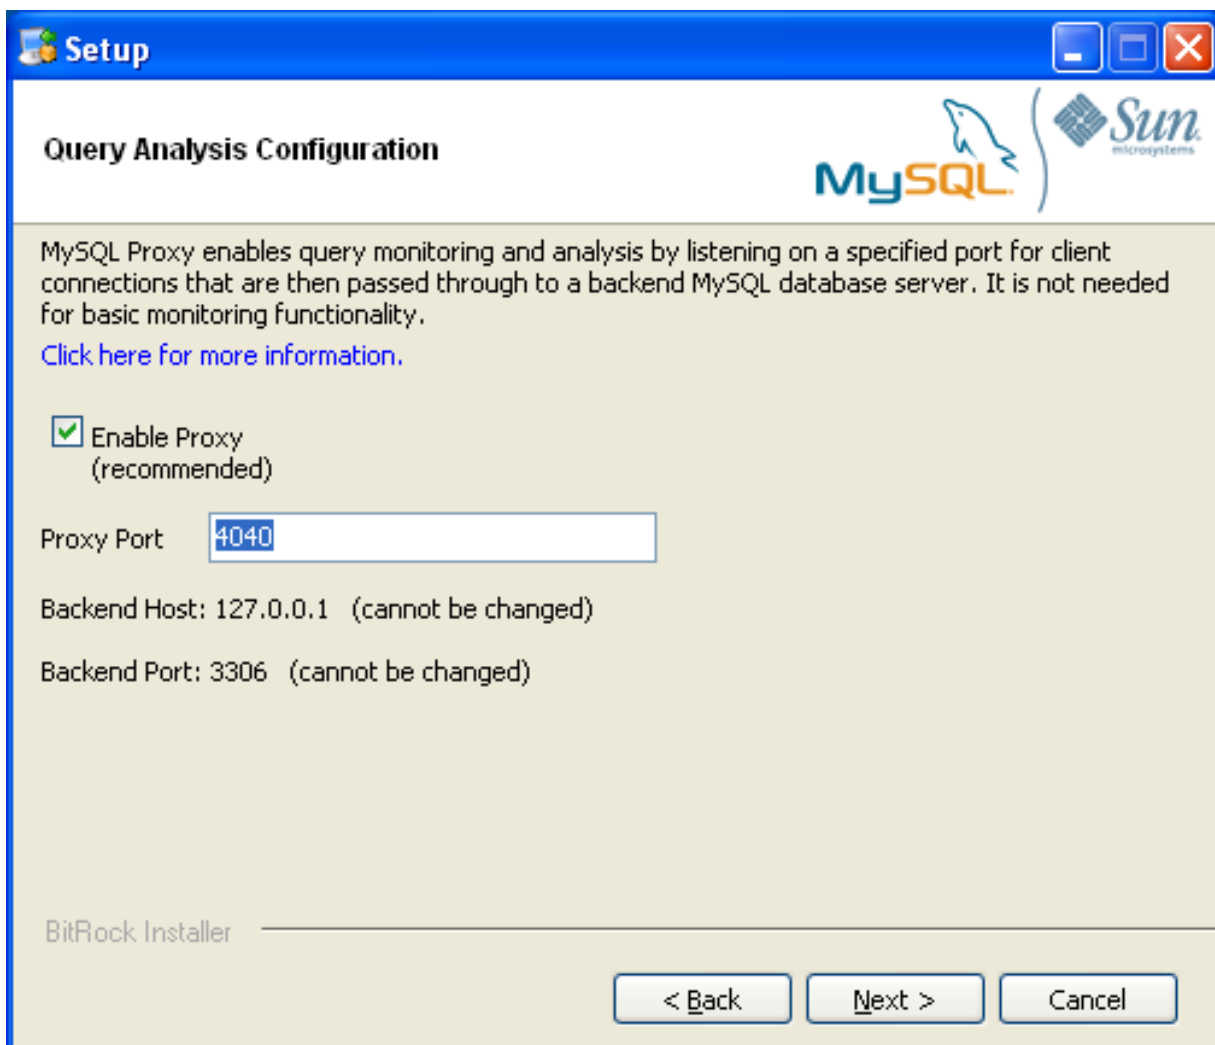 Setup
Query Analysis Configuration
MySQL
Sun
microsystems
MySQL Proxy enables query monitoring and analysis by listening on a specified port for client
connections that are then passed through to a backend MySQL database server. It is not needed
for basic monitoring functionality.
Click here for more information.
Enable Proxy
(recommended)
Proxy Port 4040
Backend Host: 127.0.0.1 (cannot be changed)
Backend Port: 3306 (cannot be changed)
BitRock Installer
< Back Next > Cancel